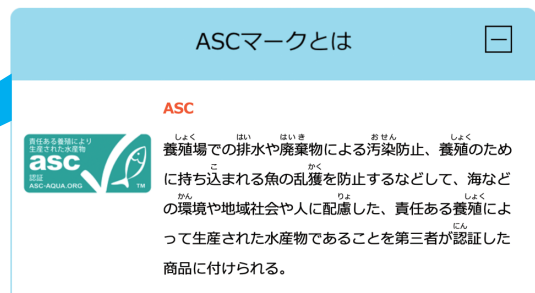 ASCマークとは
ASC
責任ある養殖により
生産された水産物
asc
認証
ASC-AQUA.ORG
TM
しょく はい はいき おせん しょく
養殖場での排水や廃棄物による汚染防止、養殖のため
こ かく
に持ち込まれる魚の乱獲を防止するなどして、海など
かん りょ しょく
の環境や地域社会や人に配慮した、責任ある養殖によ
にん
って生産された水産物であることを第三者が認証した
商品に付けられる。